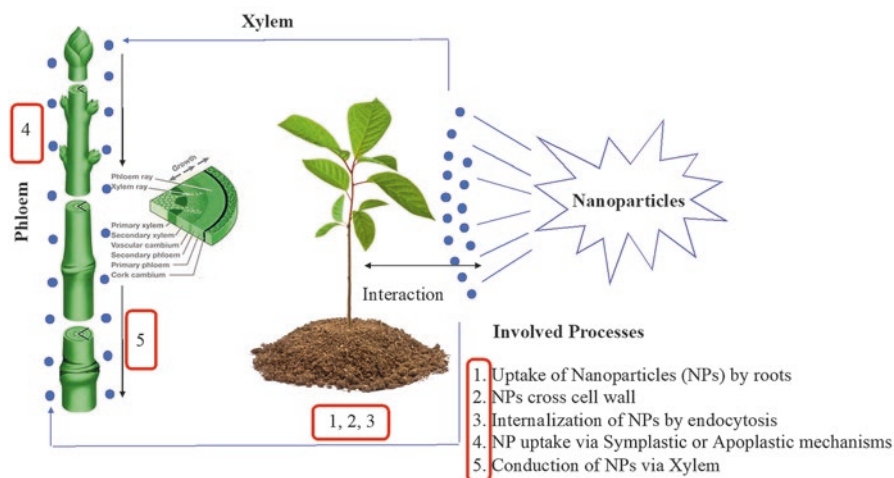 Xylem
4
Phloem
Growth
Phloem ray
Xylem ray
Primary xylem
Secondary xylem
Vascular cambium
Secondary phloem
Primary phloem
Cork cambium
5
Nanoparticles
Interaction
1, 2, 3
Involved Processes
1. Uptake of Nanoparticles (NPs) by roots
2. NPs cross cell wall
3. Internalization of NPs by endocytosis
4. NP uptake via Symplastic or Apoplastic mechanisms
5. Conduction of NPs via Xylem